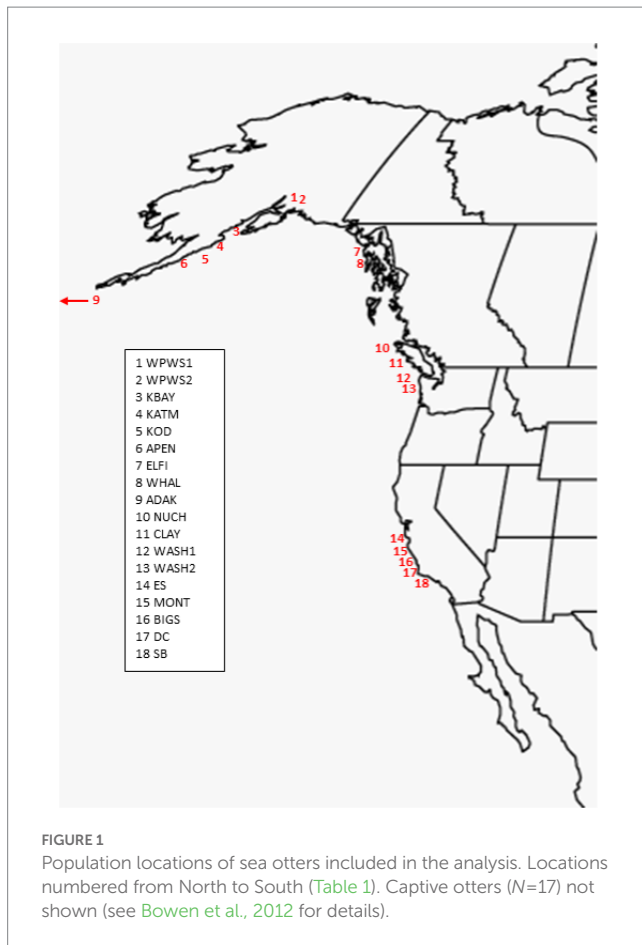 1 2
3
4
5
6
7
8
9
10
11
12
13
14
15
16
17
18
1 WPWS1
2 WPWS2
3 KBAY
4 KATM
5 KOD
6 APEN
7 ELFI
8 WHAL
9 ADAK
10 NUCH
11 CLAY
12 WASH1
13 WASH2
14 ES
15 MONT
16 BIGS
17 DC
18 SB
FIGURE 1
Population locations of sea otters included in the analysis. Locations
numbered from North to South (Table 1). Captive otters (N=17) not
shown (see Bowen et al., 2012 for details).